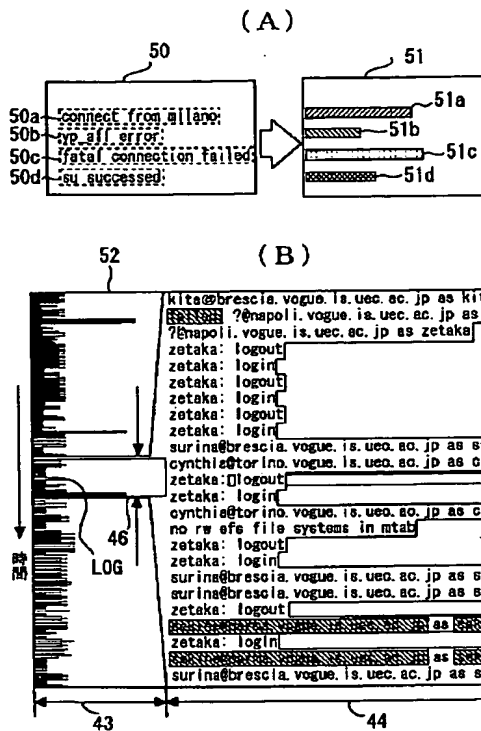 (A)
50
51
50a connect from milano
50b yp_all error
50c fatal connection failed
50d su successed
51a
51b
51c
51d
(B)
52
kita@brescia.vogue.is.uec.ac.jp as kit
?@napoli.vogue.is.uec.ac.jp as
?@napoli.vogue.is.uec.ac.jp as zetaka
zetaka: logout
zetaka: login
zetaka: logout
zetaka: login
zetaka: logout
zetaka: login
surina@brescia.vogue.is.uec.ac.jp as s
cynthia@torino.vogue.is.uec.ac.jp as c
zetaka: logout
zetaka: login
cynthia@torino.vogue.is.uec.ac.jp as c
no rw efs file systems in mtab
zetaka: logout
zetaka: login
surina@brescia.vogue.is.uec.ac.jp as s
surina@brescia.vogue.is.uec.ac.jp as s
zetaka: logout
as
zetaka: login
as
surina@brescia.vogue.is.uec.ac.jp as s
時間
LOG
46
43
44